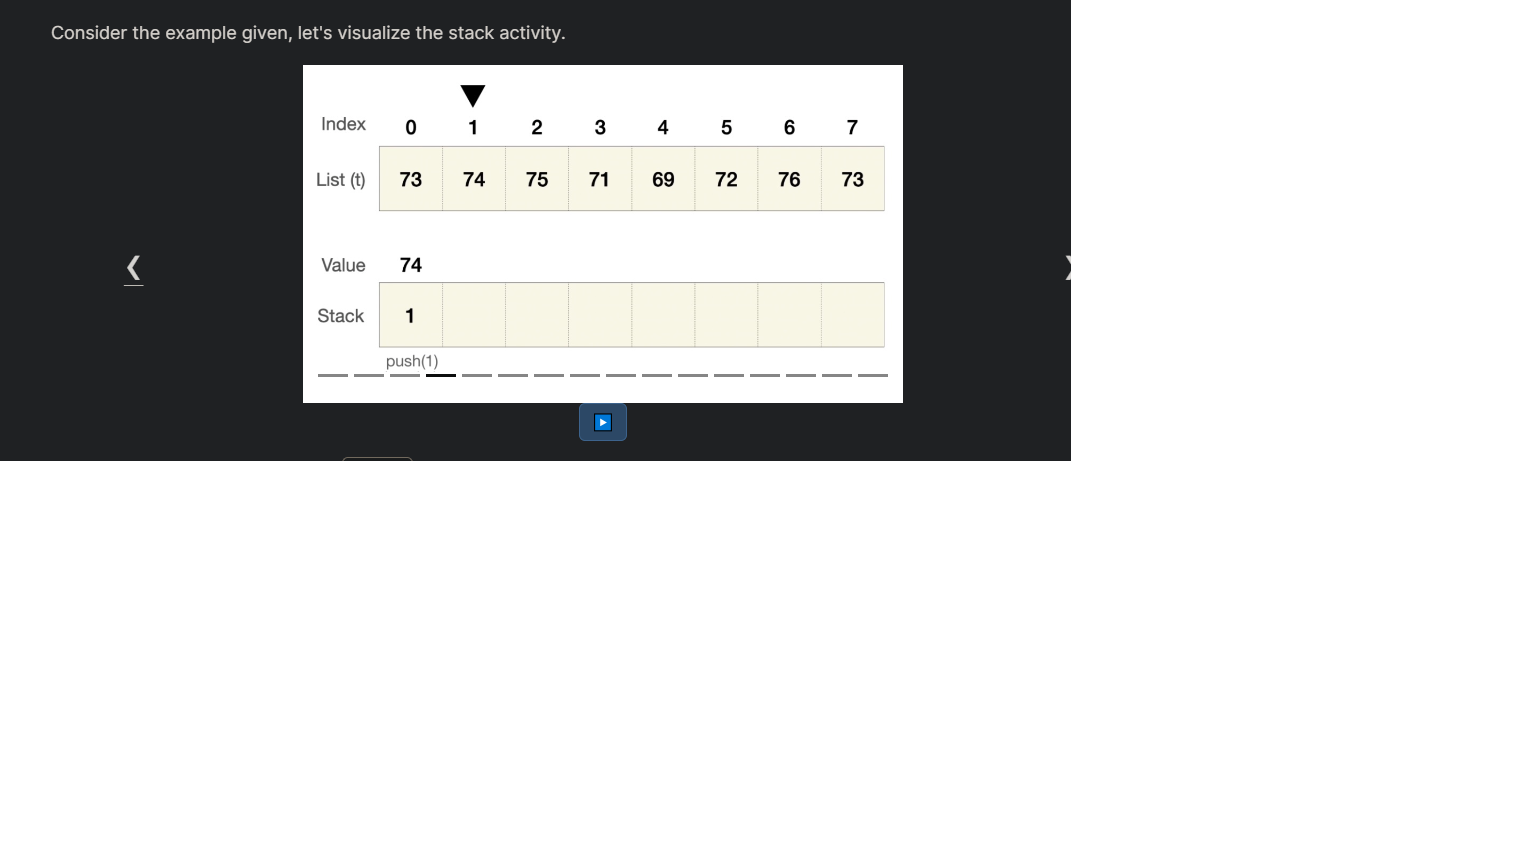 Consider the example given, let's visualize the stack activity.
Index 0 1 2 3 4 5 6 7
List (t) 73 74 75 71 69 72 76 73
Value 74
Stack 1
push(1)